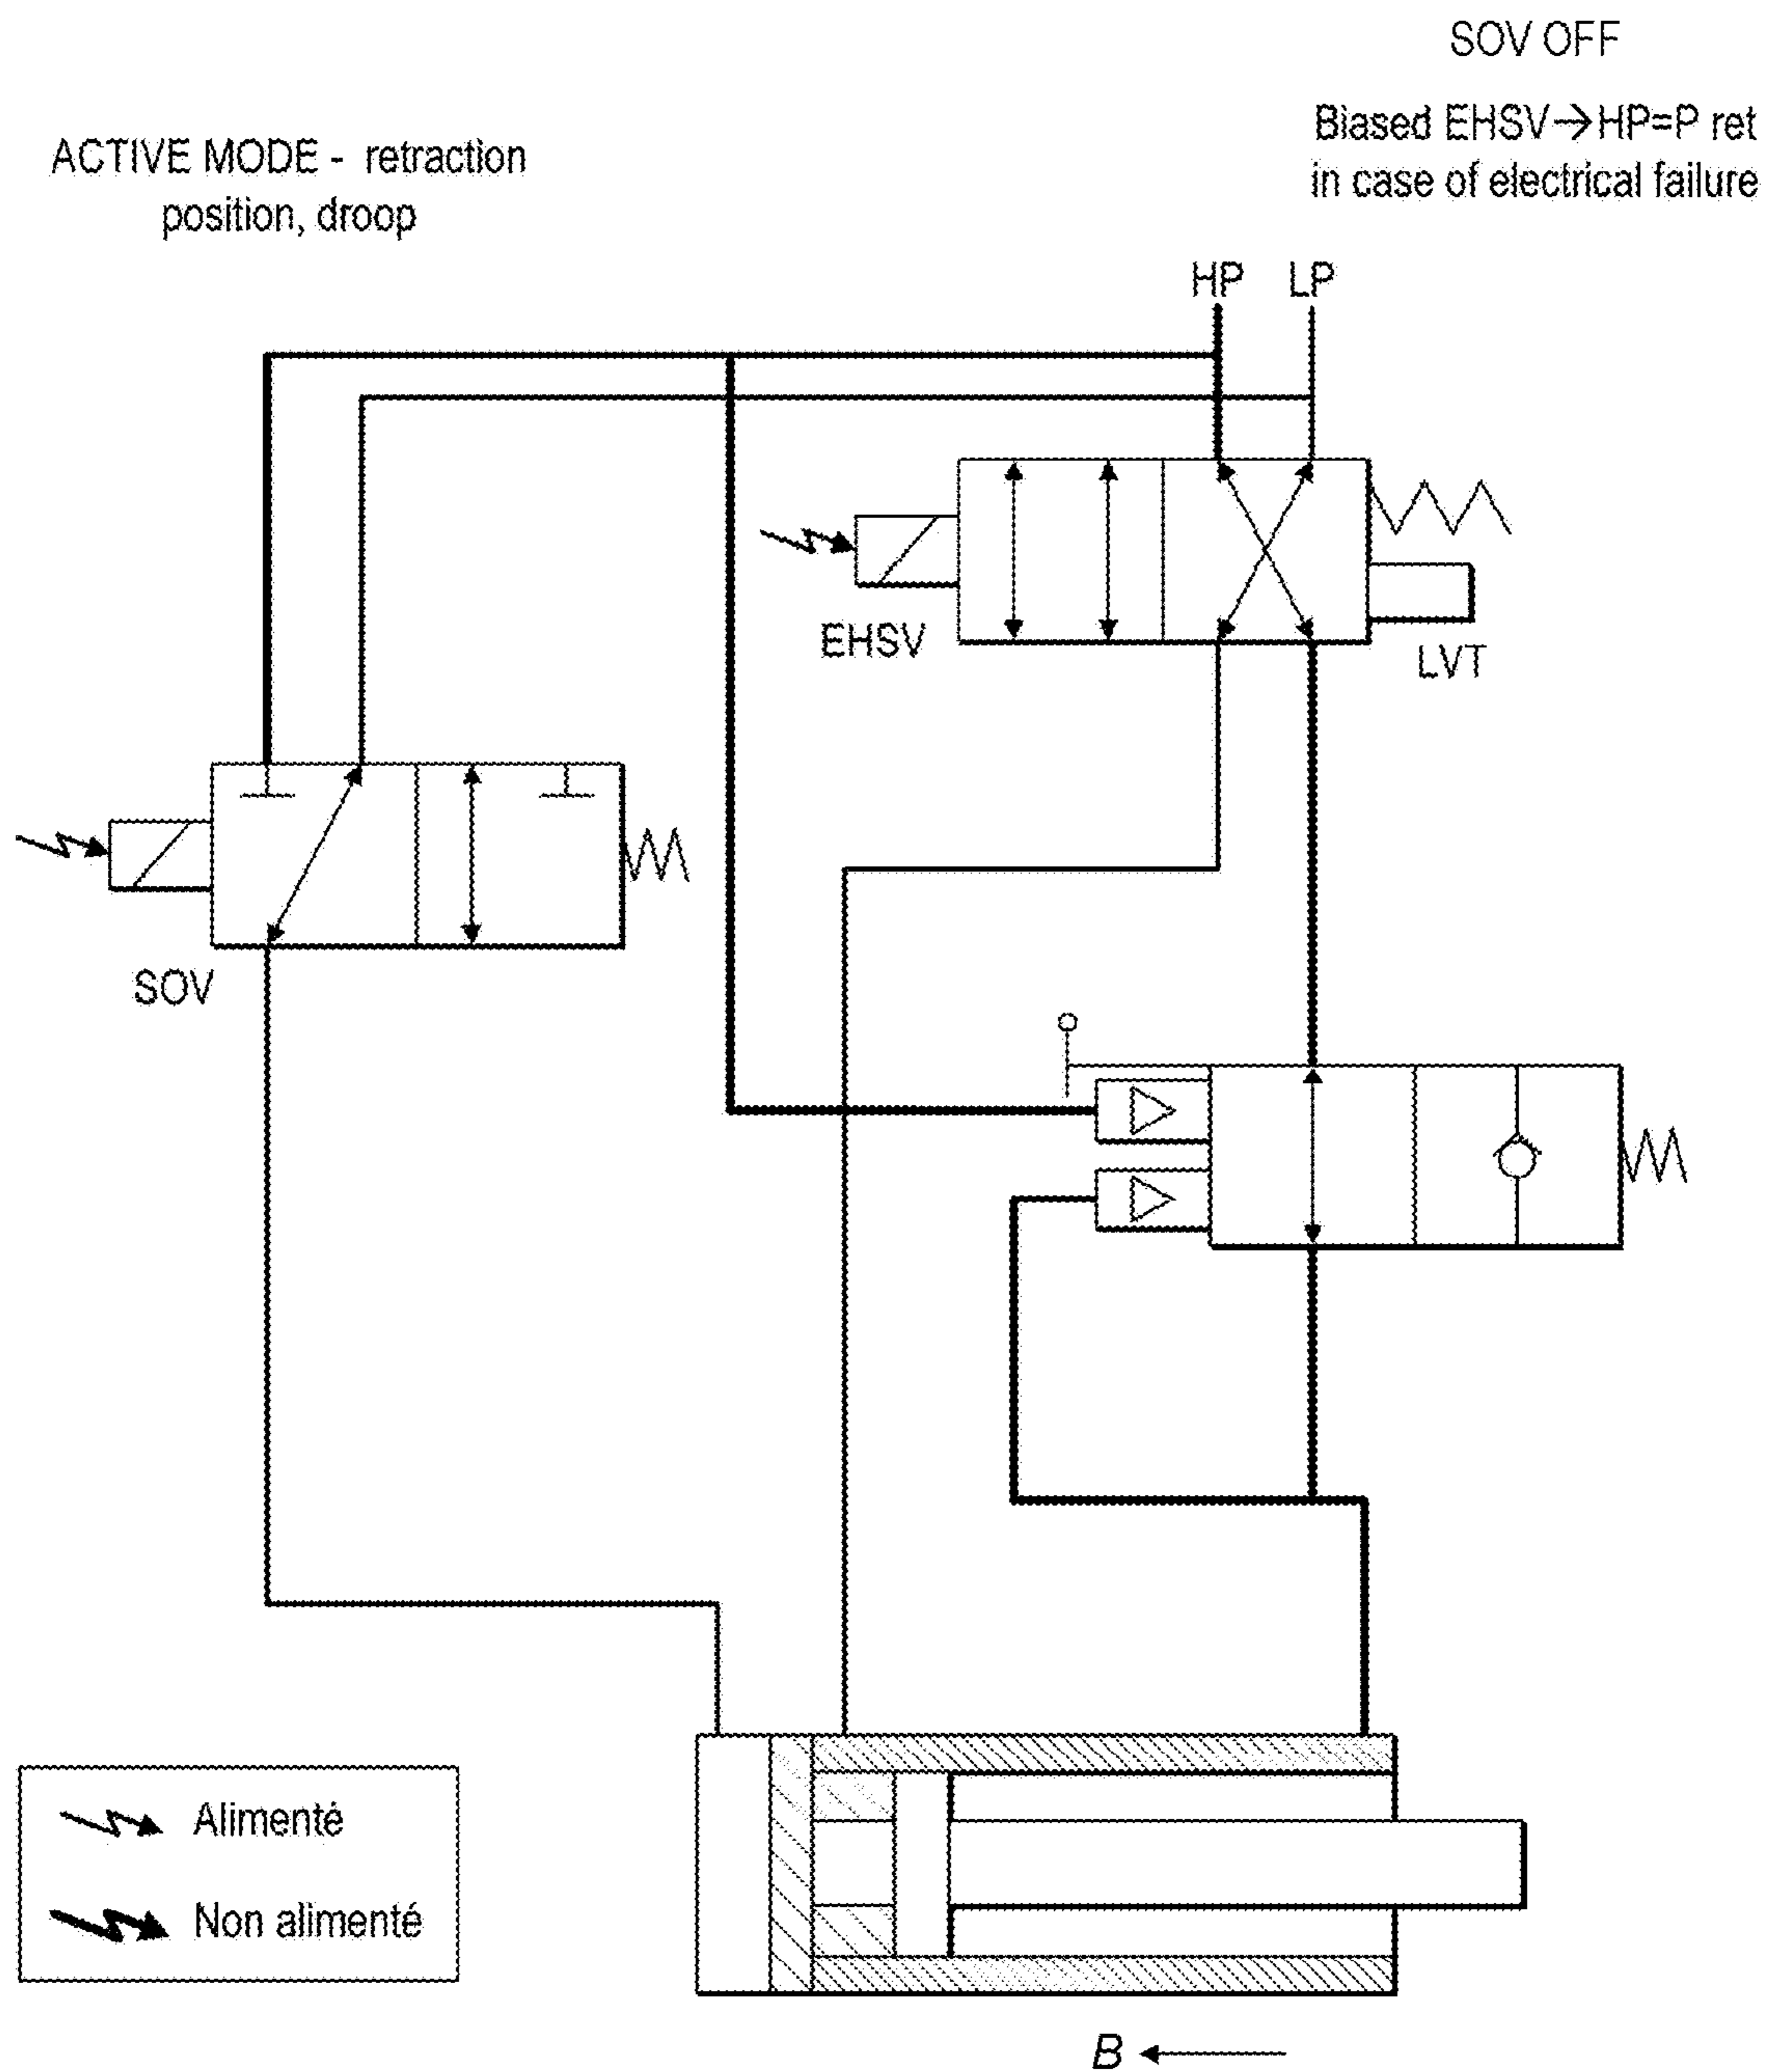 SOV OFF
Biased EHSV→HP=P ret
in case of electrical failure
ACTIVE MODE - retraction
position, droop
HP LP
EHSV
LVT
SOV
Alimenté
Non alimenté
B